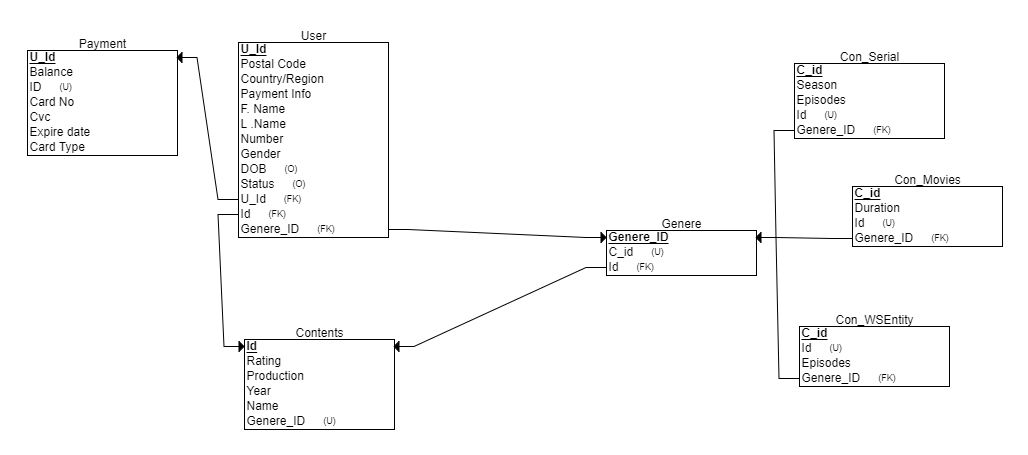 Payment
U_Id
Balance
ID (U)
Card No
Cvc
Expire date
Card Type
User
U_Id
Postal Code
Country/Region
Payment Info
F. Name
L .Name
Number
Gender
DOB (O)
Status (O)
U_Id (FK)
Id (FK)
Genere_ID (FK)
Contents
Id
Rating
Production
Year
Name
Genere_ID (U)
Genere
Genere_ID
C_id (U)
Id (FK)
Con_Serial
C_id
Season
Episodes
Id (U)
Genere_ID (FK)
Con_Movies
C_id
Duration
Id (U)
Genere_ID (FK)
Con_WSEntity
C_id
Id (U)
Episodes
Genere_ID (FK)